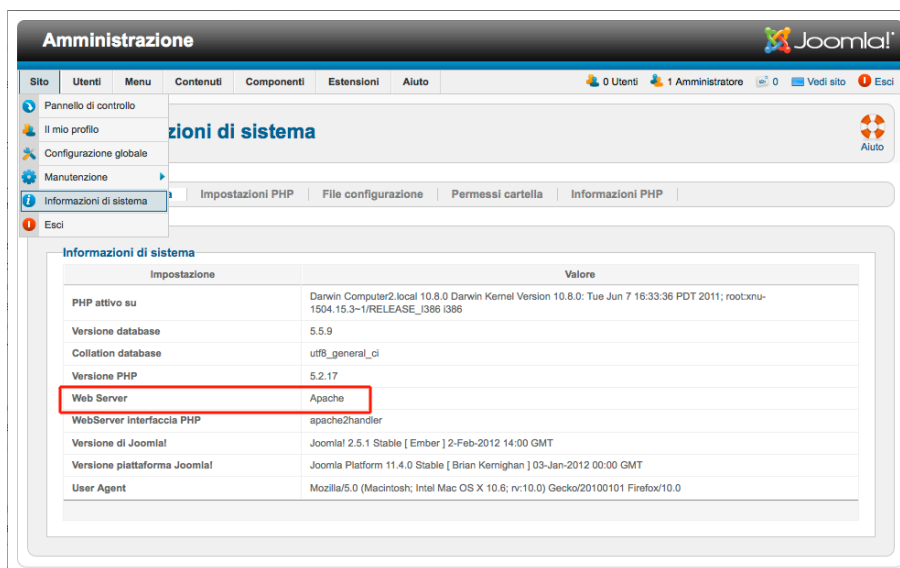 Amministrazione
Joomla!
Sito Utenti Menu Contenuti Componenti Estensioni Aiuto 0 Utenti 1 Amministratore 0 Vedi sito Esci
Pannello di controllo
Il mio profilo
zioni di sistema
Aiuto
Configurazione globale
Manutenzione
Impostazioni PHP File configurazione Permessi cartella Informazioni PHP
Informazioni di sistema
Esci
Informazioni di sistema
Impostazione Valore
PHP attivo su Darwin Computer2.local 10.8.0 Darwin Kernel Version 10.8.0: Tue Jun 7 16:33:36 PDT 2011; root:xnu-
1504.15.3~1/RELEASE_I386 i386
Versione database 5.5.9
Collation database utf8_general_ci
Versione PHP 5.2.17
Web Server Apache
WebServer interfaccia PHP apache2handler
Versione di Joomla! Joomla! 2.5.1 Stable [ Ember ] 2-Feb-2012 14:00 GMT
Versione piattaforma Joomla! Joomla Platform 11.4.0 Stable [ Brian Kernighan ] 03-Jan-2012 00:00 GMT
User Agent Mozilla/5.0 (Macintosh; Intel Mac OS X 10.6; rv:10.0) Gecko/20100101 Firefox/10.0